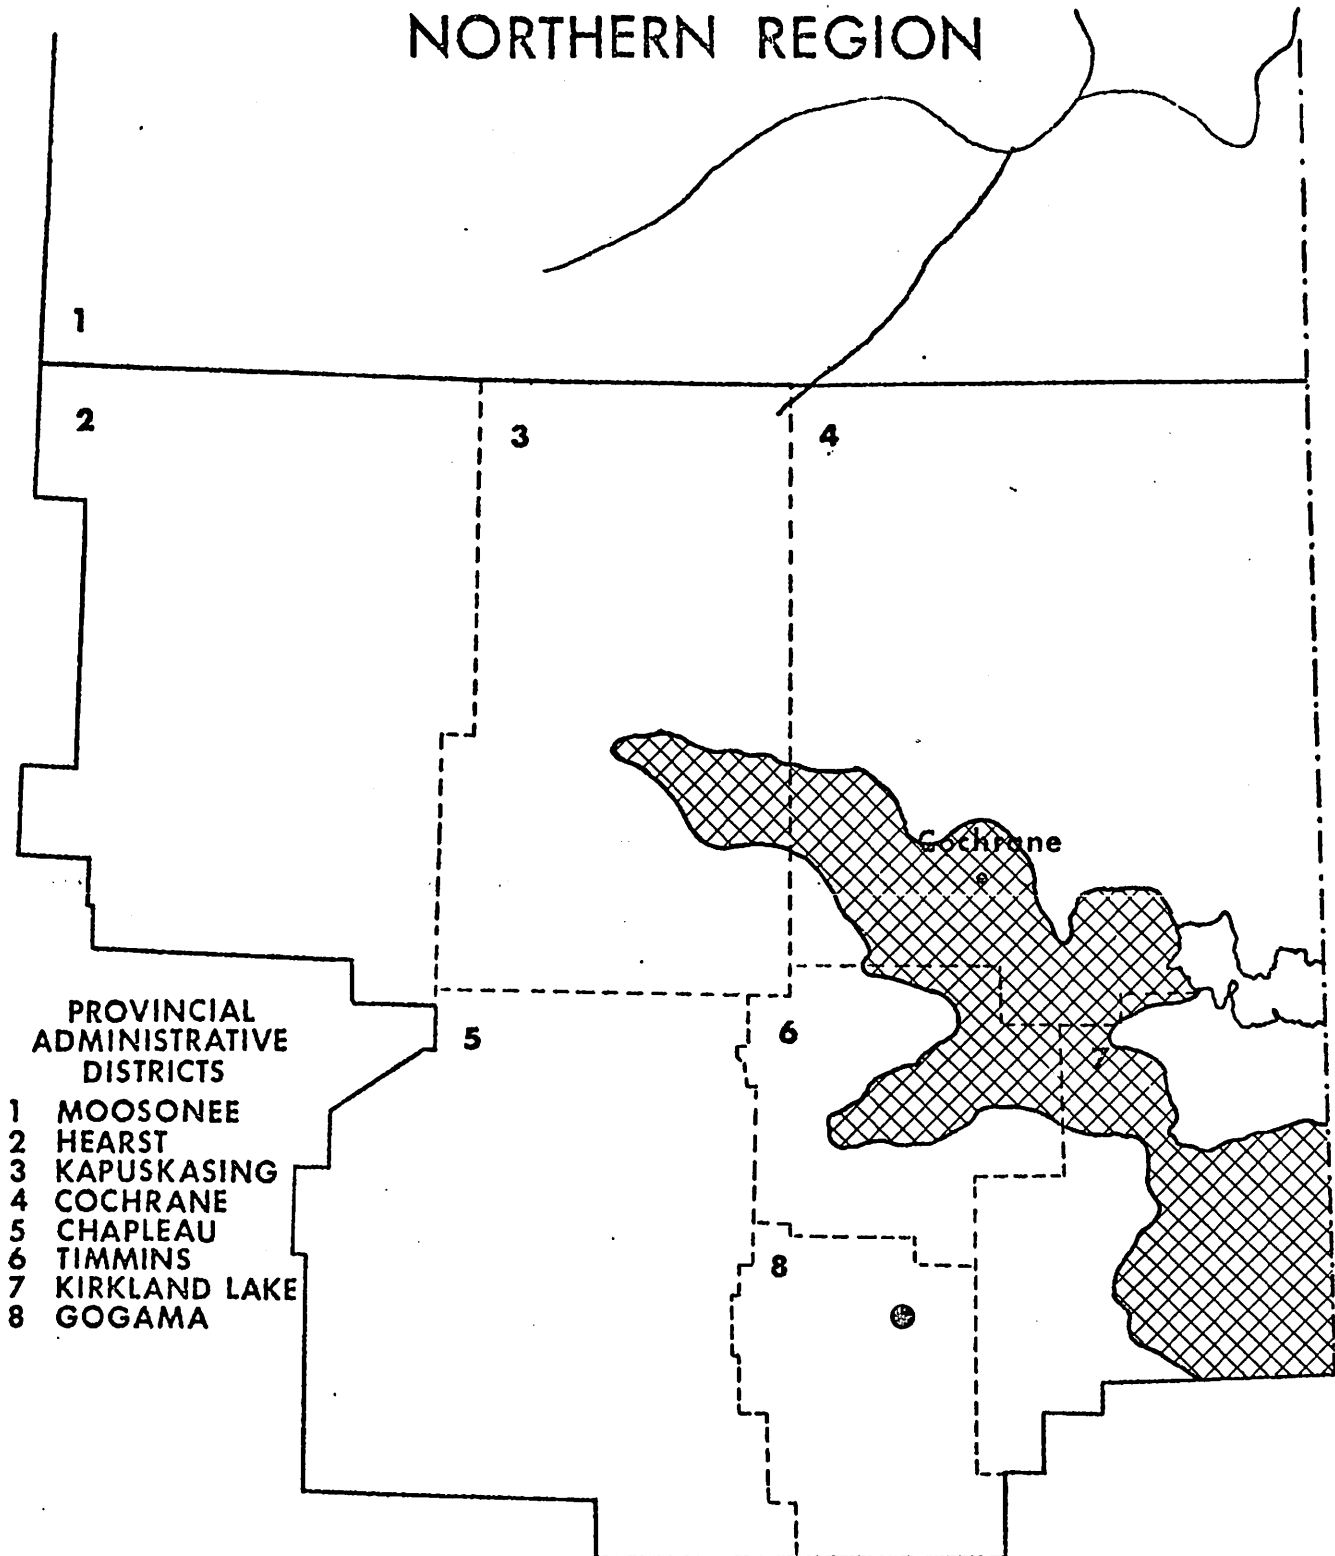 NORTHERN REGION
1
2
3
4
Cochrane
5
6
7
8
PROVINCIAL
ADMINISTRATIVE
DISTRICTS
1 MOOSONEE
2 HEARST
3 KAPUSKASING
4 COCHRANE
5 CHAPLEAU
6 TIMMINS
7 KIRKLAND LAKE
8 GOGAMA